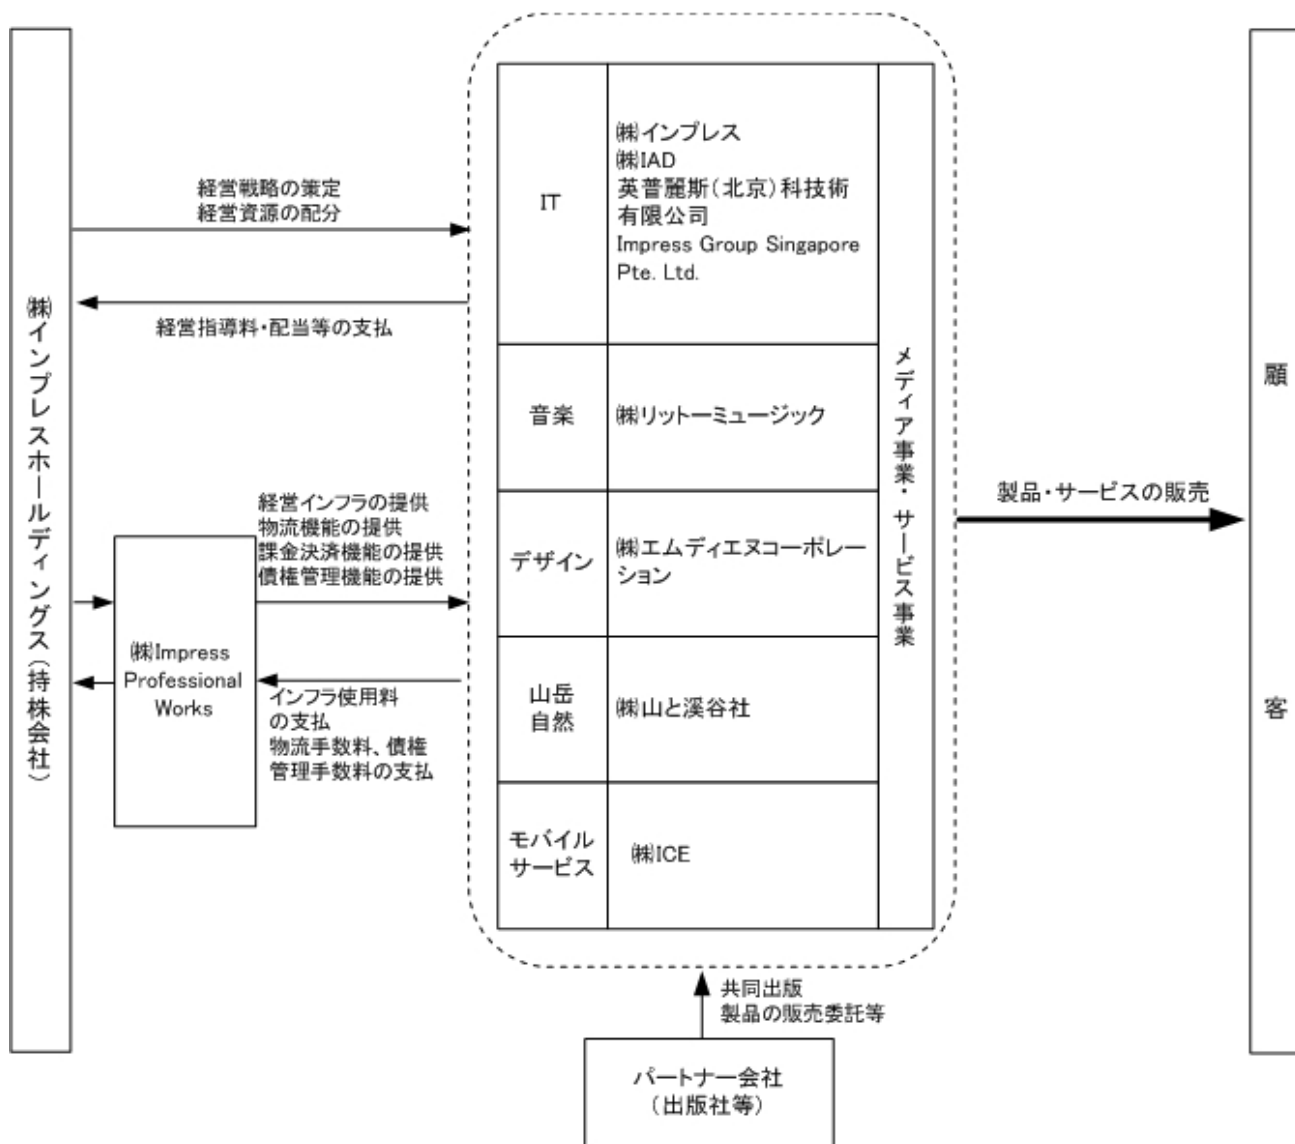 ㈱インプレスホールディングス（持株会社）
経営戦略の策定
経営資源の配分
経営指導料・配当等の支払
経営インフラの提供
物流機能の提供
課金決済機能の提供
債権管理機能の提供
㈱Impress
Professional
Works
インフラ使用料
の支払
物流手数料、債権
管理手数料の支払
IT
㈱インプレス
㈱IAD
英普麗斯（北京）科技術
有限公司
Impress Group Singapore
Pte. Ltd.
音楽
㈱リットーミュージック
デザイン
㈱エムディエヌコーポレー
ション
山岳
自然
㈱山と溪谷社
モバイル
サービス
㈱ICE
メディア事業・サービス事業
製品・サービスの販売
顧客
共同出版
製品の販売委託等
パートナー会社
（出版社等）